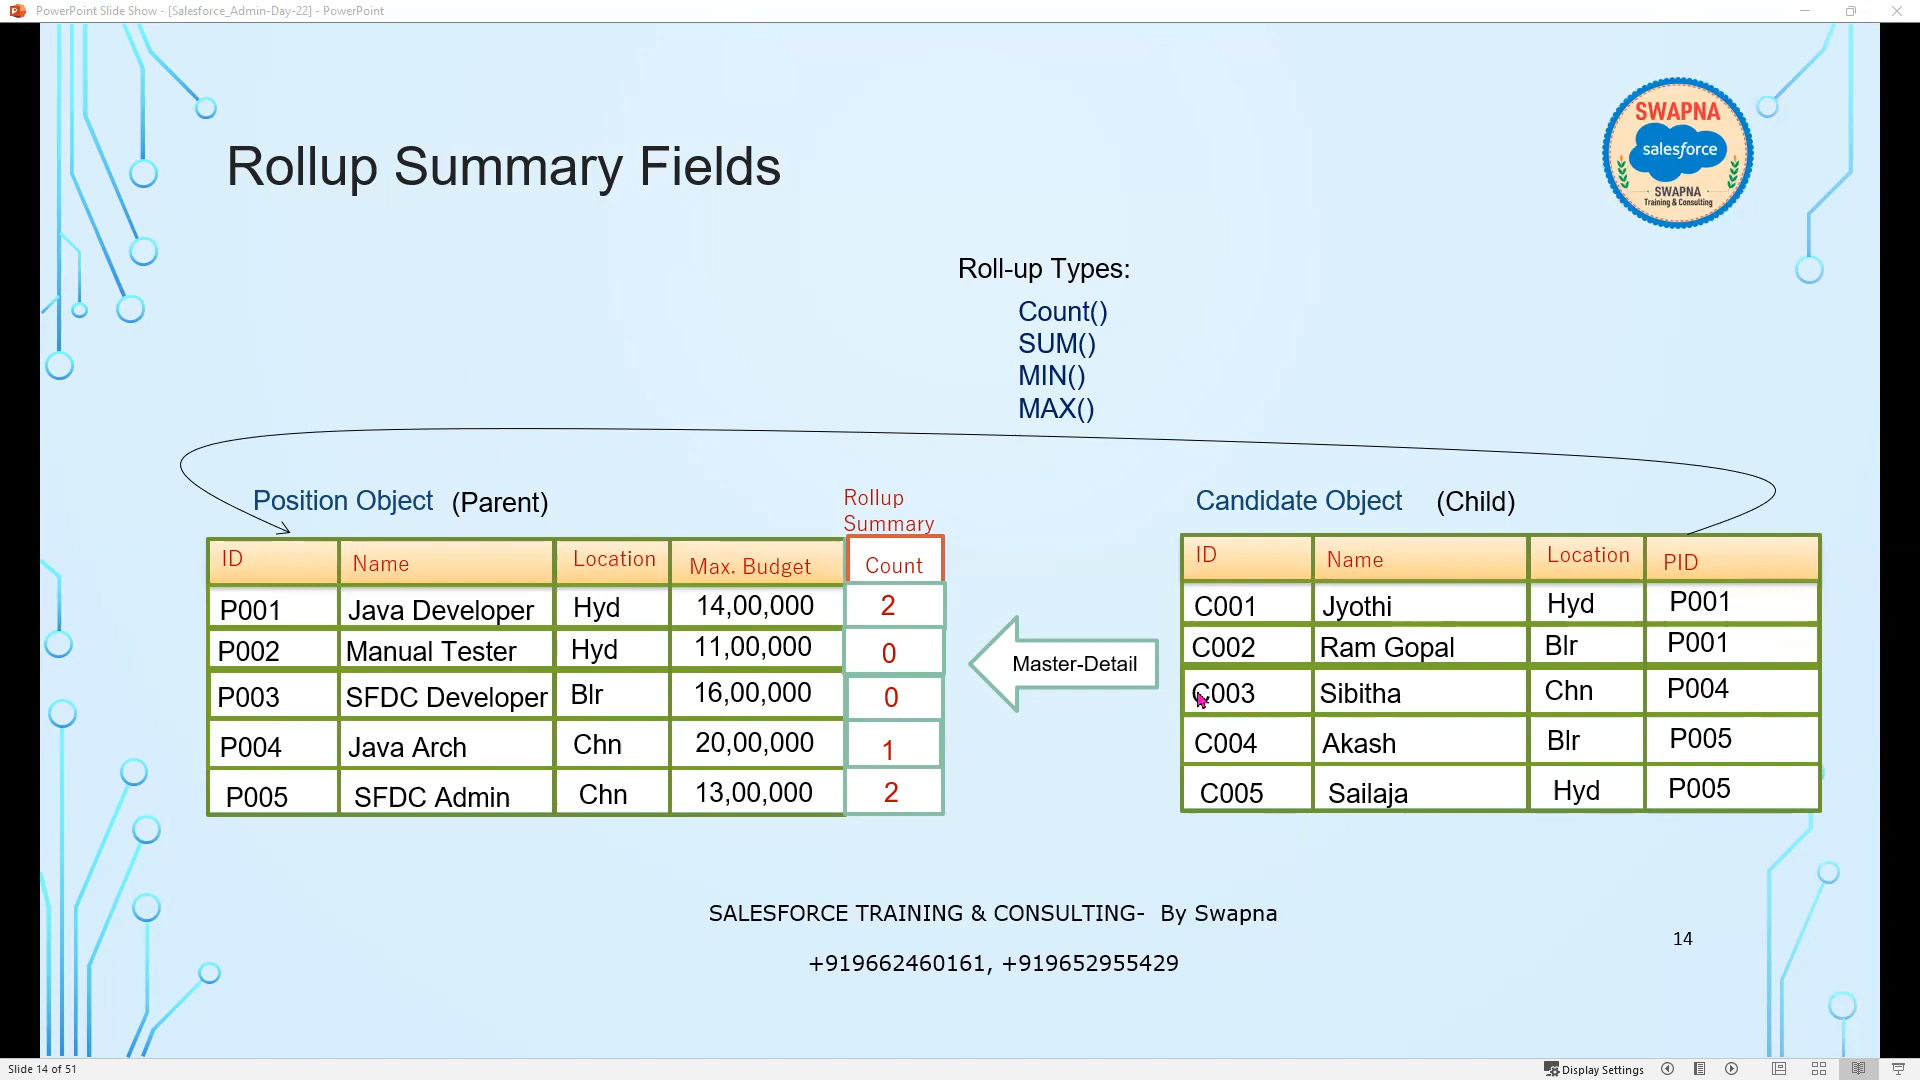 PowerPoint Slide Show - [Salesforce_Admin-Day-22] - PowerPoint
Rollup Summary Fields
SWAPNA
salesforce
SWAPNA
Training & Consulting
Roll-up Types:
Count()
SUM()
MIN()
MAX()
Position Object (Parent)
Rollup
Summary
ID Name Location Max. Budget Count
P001 Java Developer Hyd 14,00,000 2
P002 Manual Tester Hyd 11,00,000 0
P003 SFDC Developer Blr 16,00,000 0
P004 Java Arch Chn 20,00,000 1
P005 SFDC Admin Chn 13,00,000 2
Master-Detail
Candidate Object (Child)
ID Name Location PID
C001 Jyothi Hyd P001
C002 Ram Gopal Blr P001
C003 Sibitha Chn P004
C004 Akash Blr P005
C005 Sailaja Hyd P005
SALESFORCE TRAINING & CONSULTING- By Swapna
14
+919662460161, +919652955429
Slide 14 of 51
Display Settings